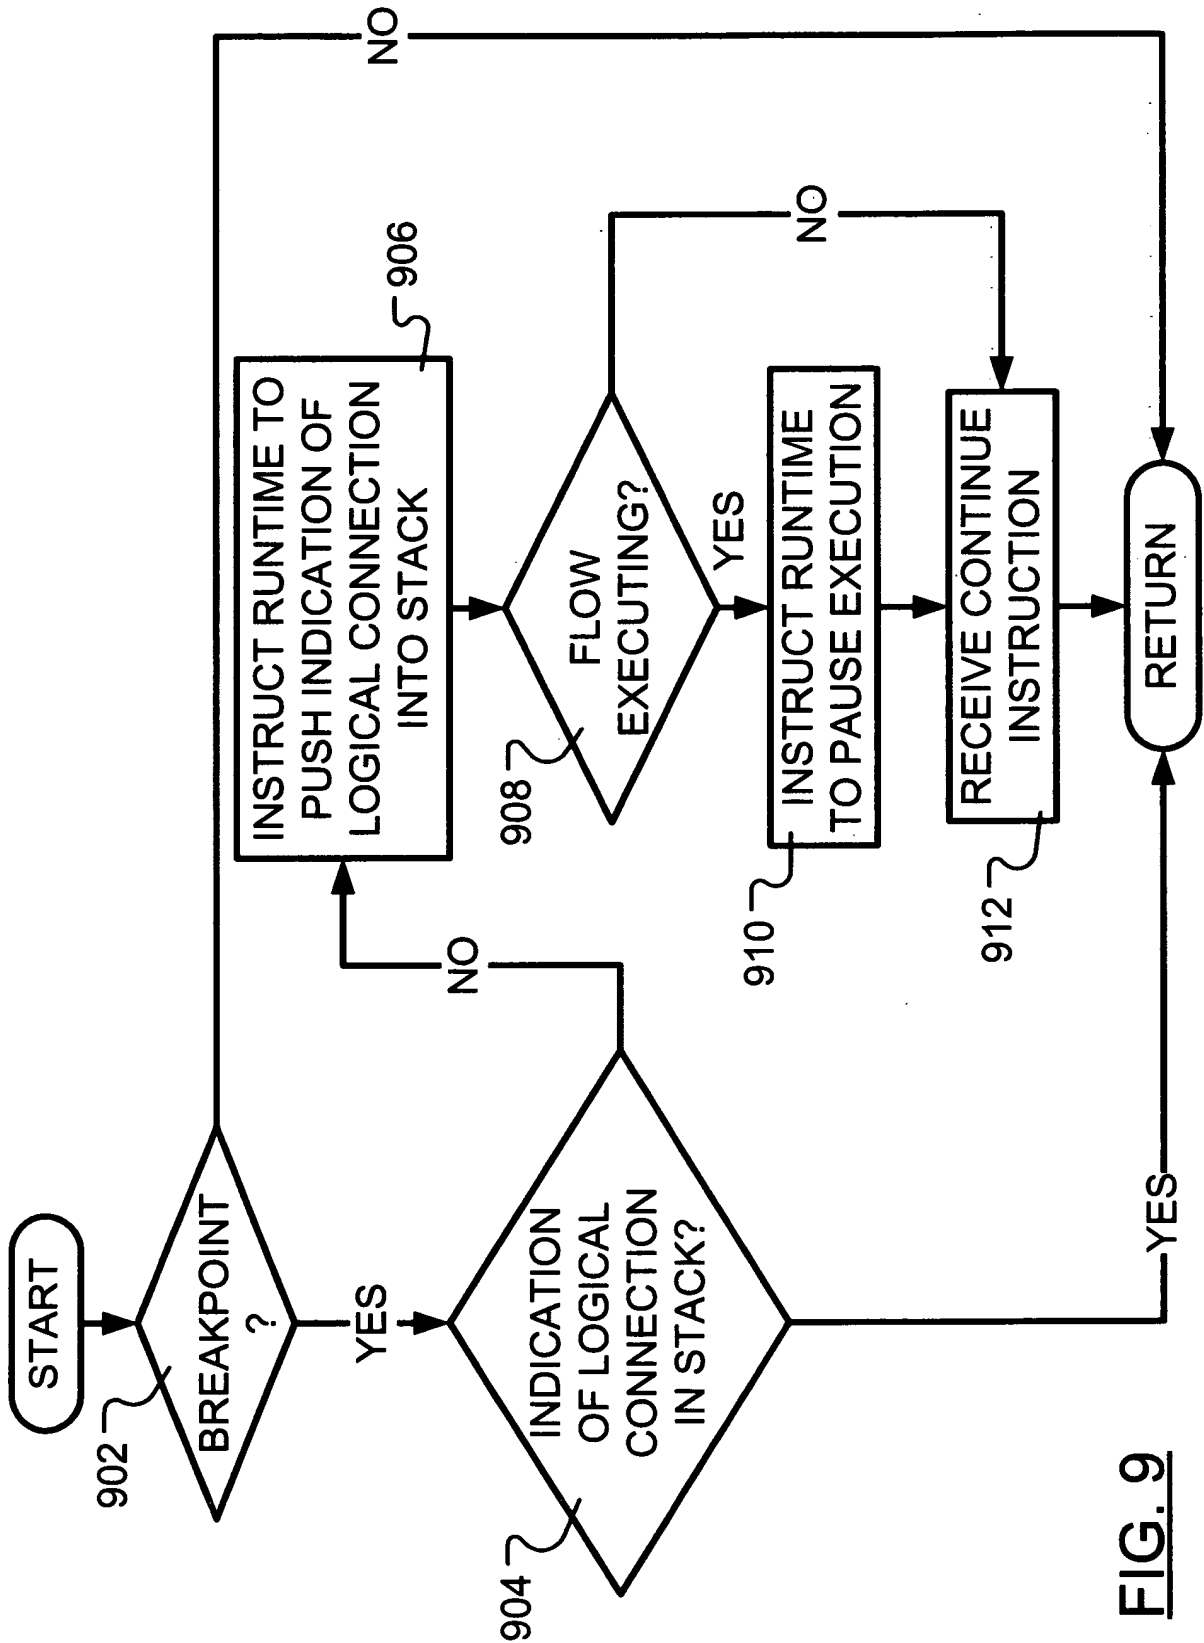 START
902
BREAKPOINT
?
NO
YES
904
INDICATION
OF LOGICAL
CONNECTION
IN STACK?
NO
YES
INSTRUCT RUNTIME TO
PUSH INDICATION OF
LOGICAL CONNECTION
INTO STACK
906
908
FLOW
EXECUTING?
NO
YES
910
INSTRUCT RUNTIME
TO PAUSE EXECUTION
912
RECEIVE CONTINUE
INSTRUCTION
RETURN
FIG. 9